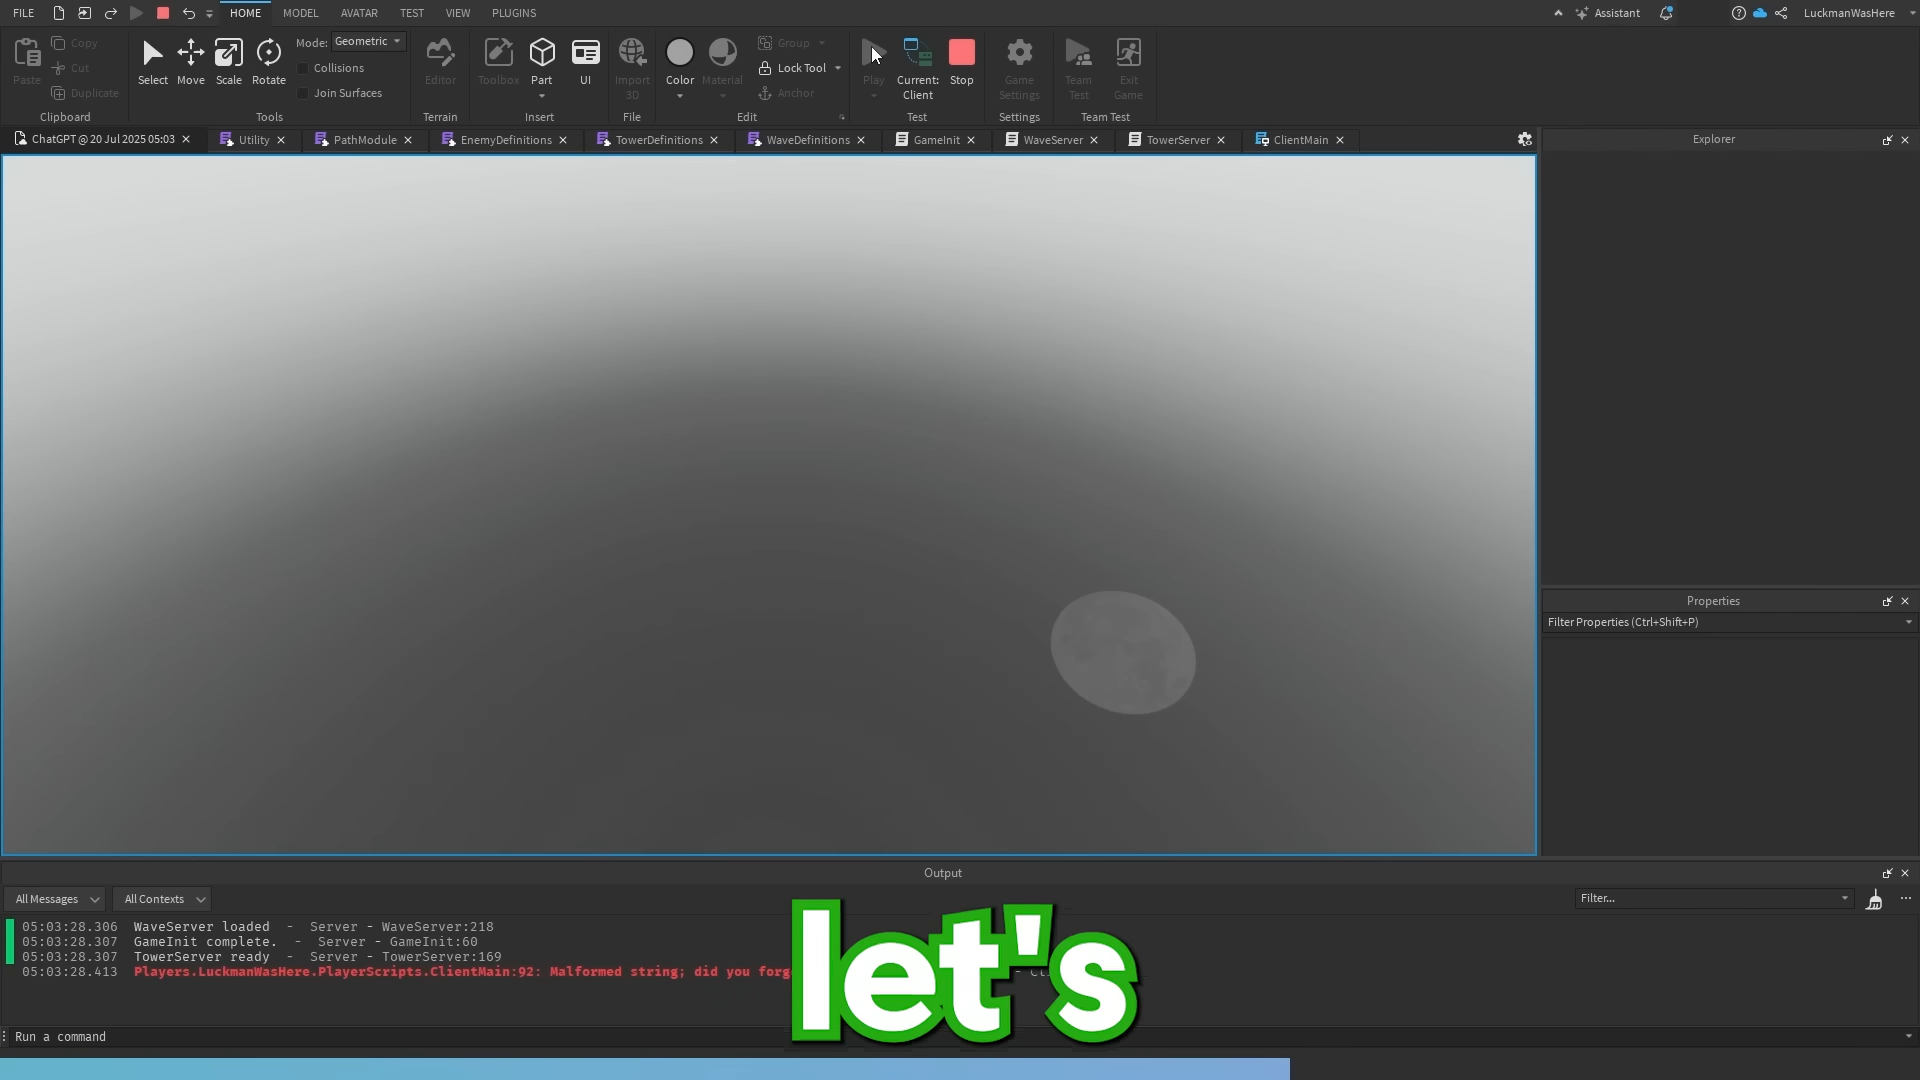 FILE
HOME
MODEL
AVATAR
TEST
VIEW
PLUGINS
Assistant
LuckmanWasHere
Paste
Copy
Cut
Duplicate
Clipboard
Select
Move
Scale
Rotate
Mode: Geometric
Collisions
Join Surfaces
Tools
Editor
Terrain
Toolbox
Part
UI
Insert
Import
3D
File
Color
Material
Group
Lock Tool
Anchor
Edit
Play
Current:
Client
Stop
Test
Game
Settings
Settings
Team
Test
Exit
Game
Team Test
ChatGPT @ 20 Jul 2025 05:03
Utility
PathModule
EnemyDefinitions
TowerDefinitions
WaveDefinitions
GameInit
WaveServer
TowerServer
ClientMain
Explorer
Properties
Filter Properties (Ctrl+Shift+P)
Output
All Messages
All Contexts
Filter...
05:03:28.306 WaveServer loaded - Server - WaveServer:218
05:03:28.307 GameInit complete. - Server - GameInit:60
05:03:28.307 TowerServer ready - Server - TowerServer:169
05:03:28.413 Players.LuckmanWasHere.PlayerScripts.ClientMain:92: Malformed string; did you
let's
Run a command